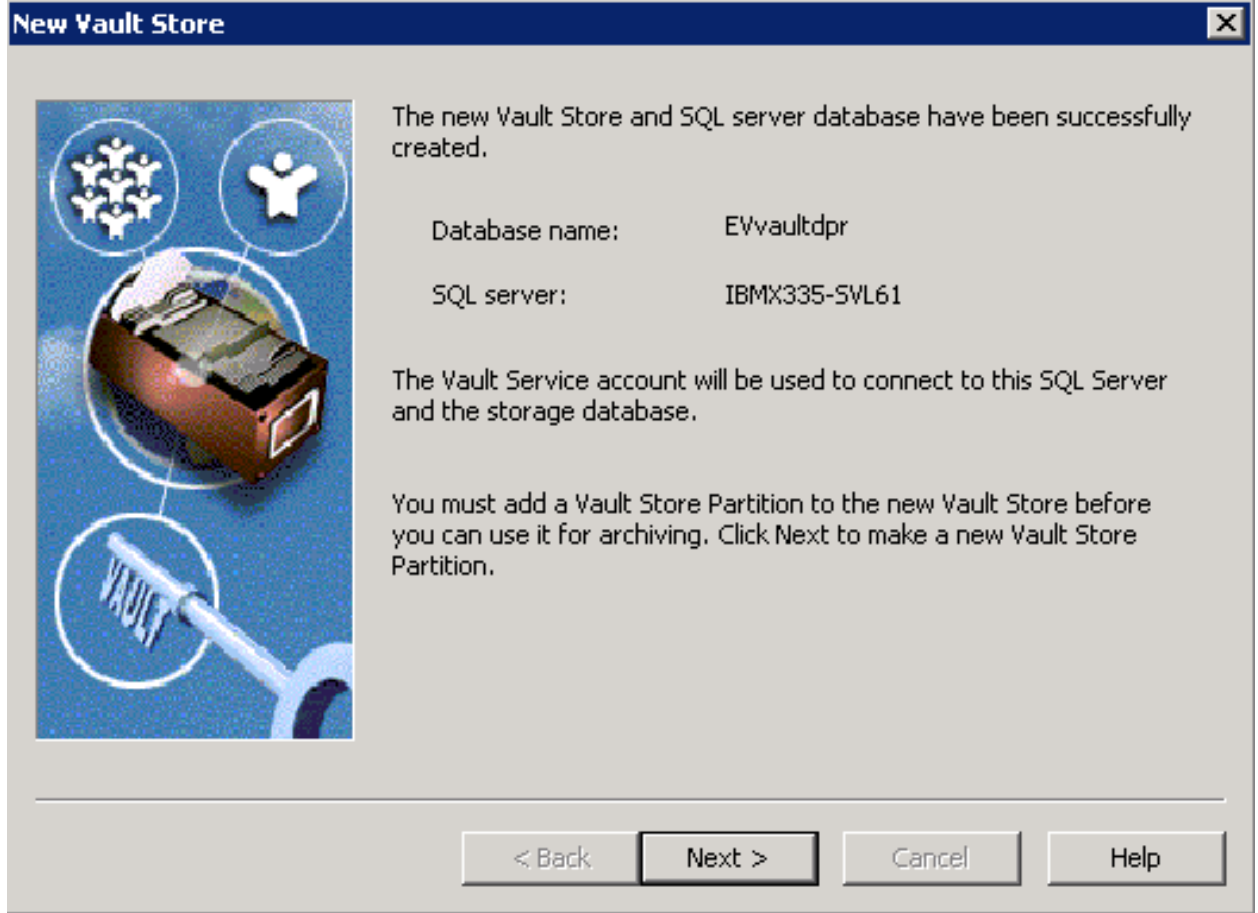 New Vault Store
The new Vault Store and SQL server database have been successfully
created.
Database name: EVvaultdpr
SQL server: IBMX335-SVL61
The Vault Service account will be used to connect to this SQL Server
and the storage database.
You must add a Vault Store Partition to the new Vault Store before
you can use it for archiving. Click Next to make a new Vault Store
Partition.
VAULT
< Back Next > Cancel Help